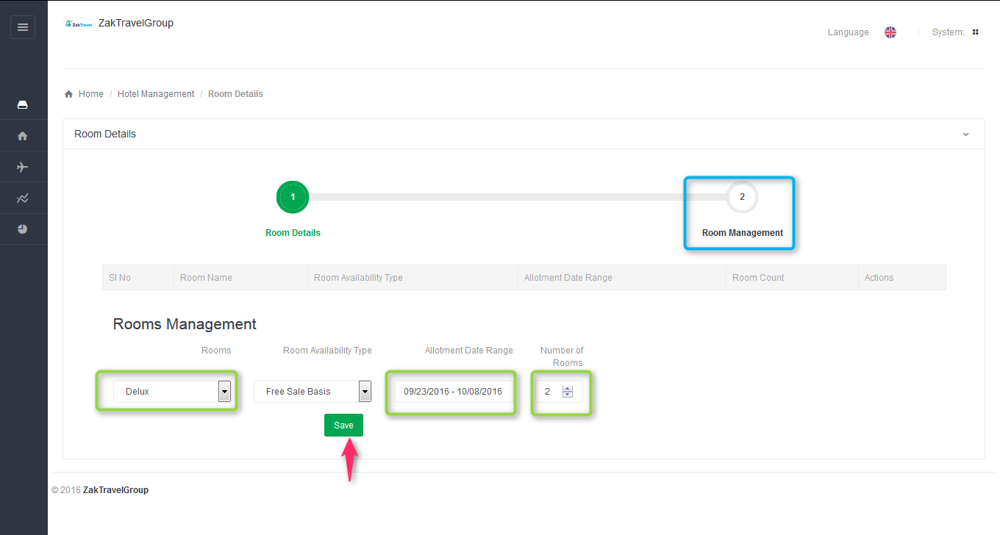 ZakTravel ZakTravelGroup
Language System:
Home / Hotel Management / Room Details
Room Details
1 2
Room Details Room Management
Sl No Room Name Room Availability Type Allotment Date Range Room Count Actions
Rooms Management
Rooms Room Availability Type Allotment Date Range Number of
Rooms
Delux Free Sale Basis 09/23/2016 - 10/08/2016 2
Save
© 2016 ZakTravelGroup